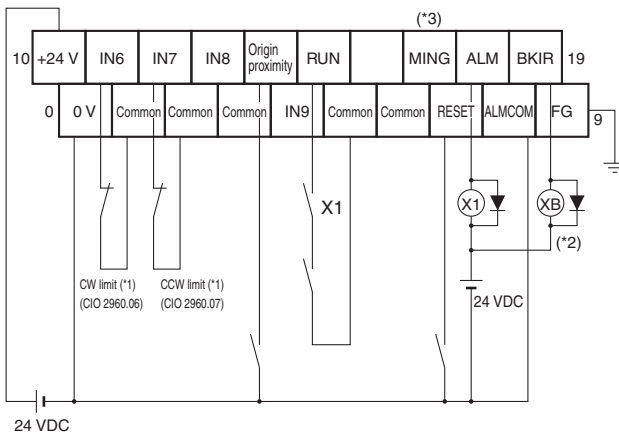 (*3)
10 +24 V IN6 IN7 IN8 Origin proximity RUN MING ALM BKIR 19
0 0 V Common Common Common IN9 Common Common RESET ALMCOM FG 9
X1 X1 XB
(*2)
CW limit (*1) CCW limit (*1)
(CIO 2960.06) (CIO 2960.07)
24 VDC
24 VDC